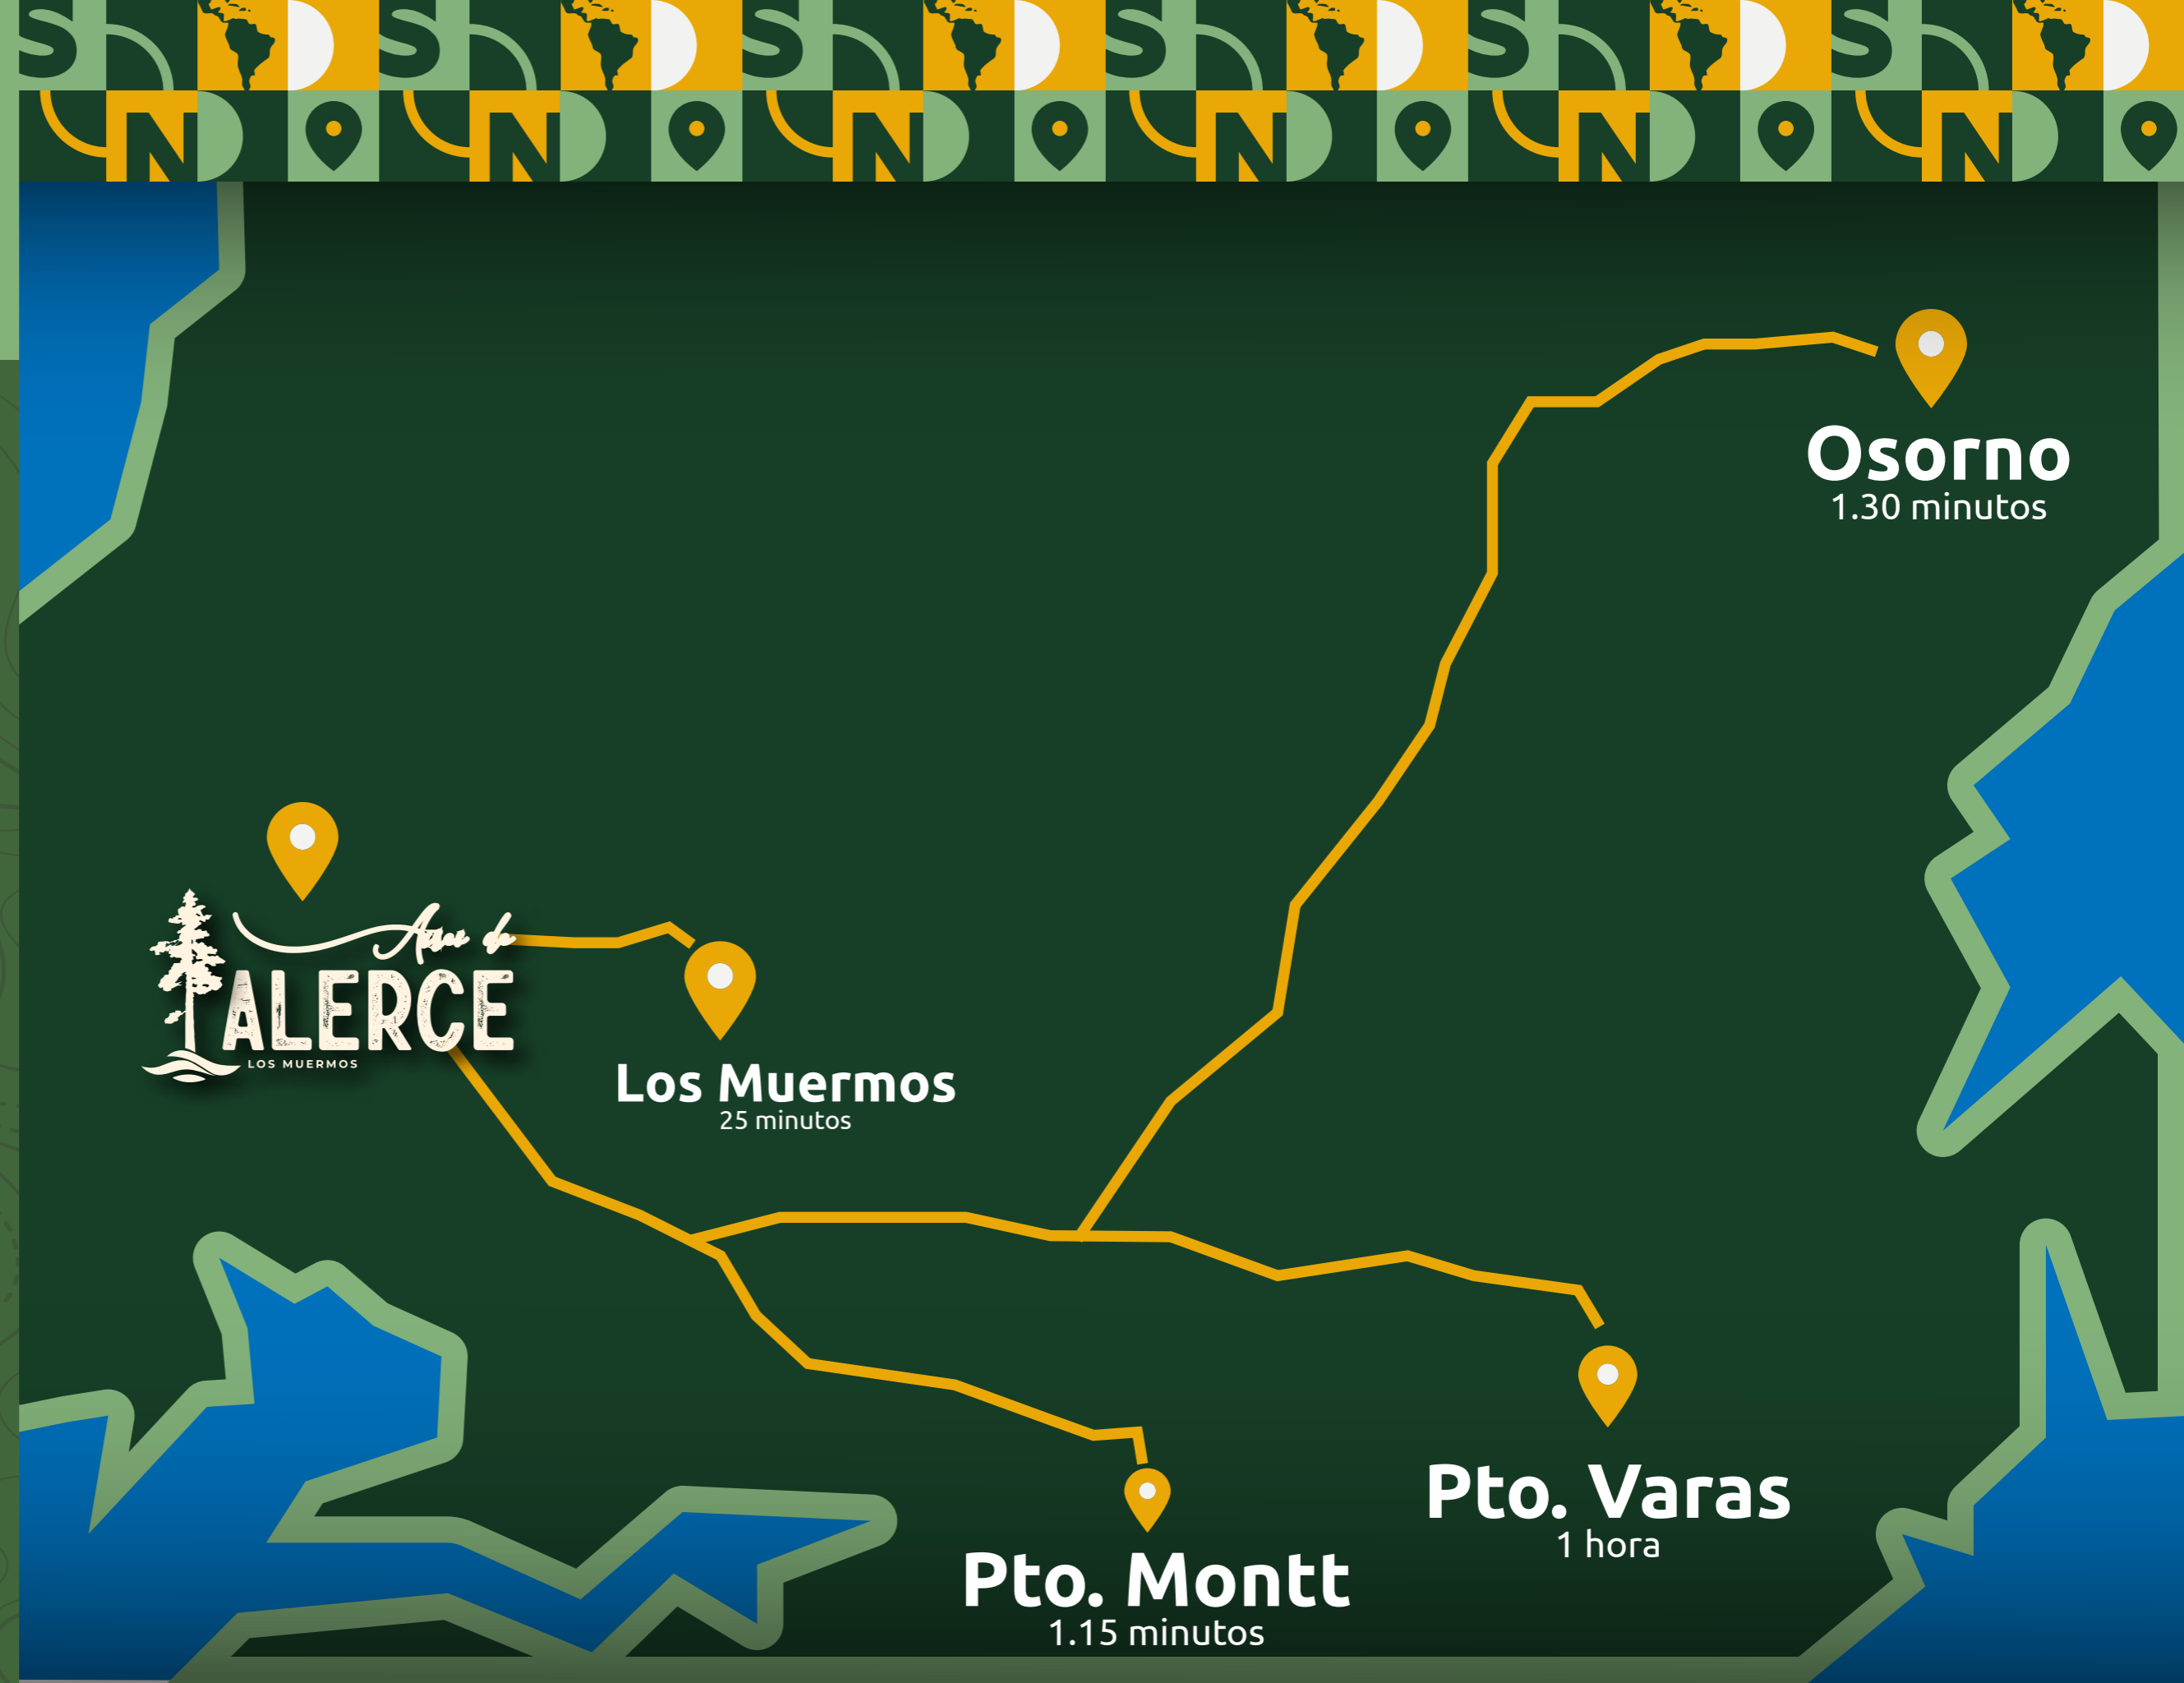 Osorno
1.30 minutos
ALERCE
LOS MUERMOS
Los Muermos
25 minutos
Pto. Varas
1 hora
Pto. Montt
1.15 minutos